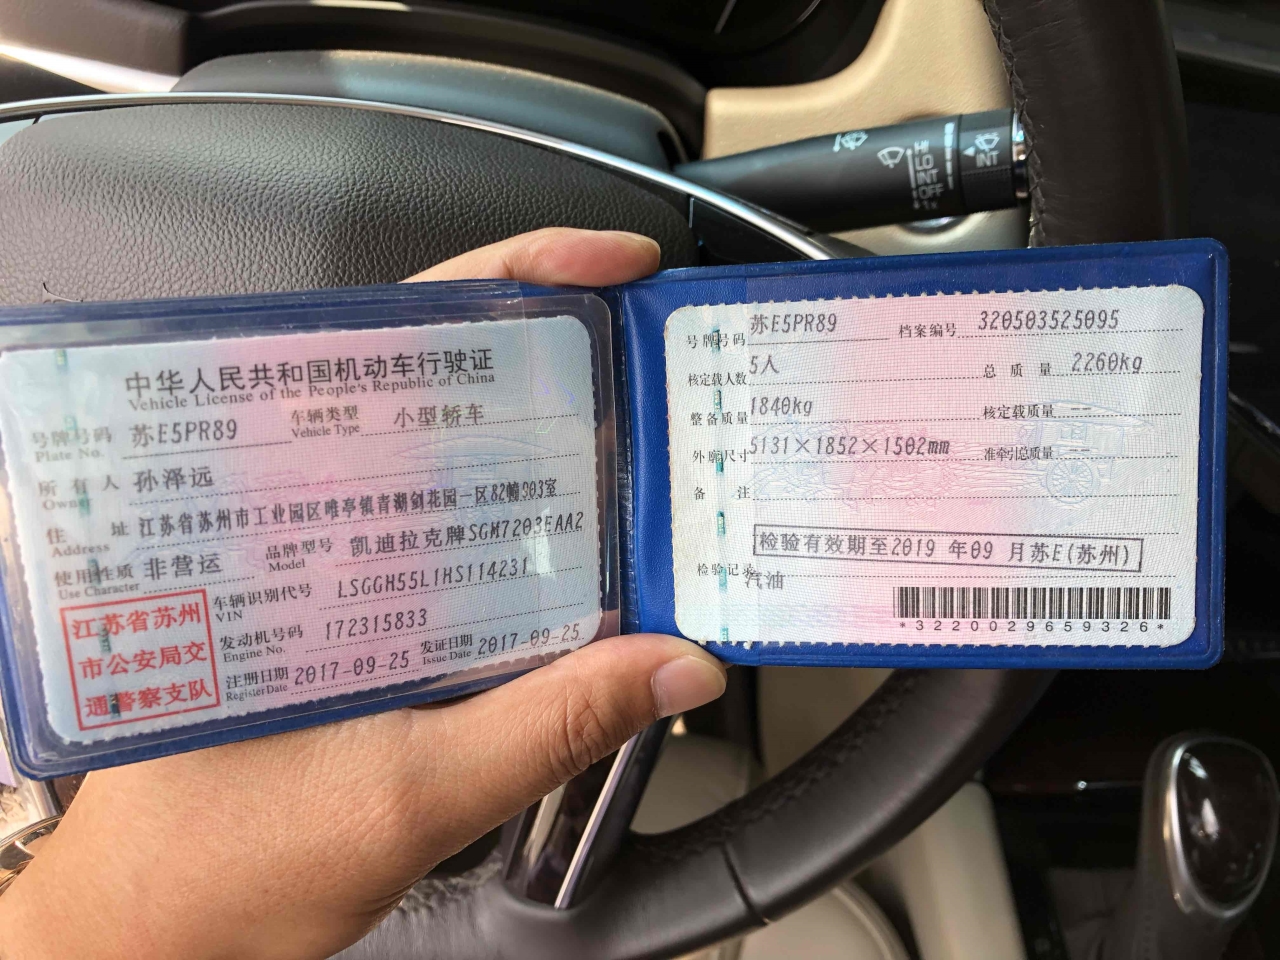 中华人民共和国机动车行驶证
Vehicle License of the People's Republic of China
号牌号码 苏E5PR89 车辆类型 小型轿车
Plate No. Vehicle Type
所有人 孙泽远
Owner
住址 江苏省苏州市工业园区唯亭镇青湖剑花园一区82幢903室
Address
使用性质 非营运 品牌型号 凯迪拉克牌SGM7203EAA2
Use Character Model
江苏省苏州
市公安局交
通警察支队
车辆识别代号 LSGGH55L1HS114231
VIN
发动机号码 172315833
Engine No.
注册日期 2017-09-25 发证日期 2017-09-25
Register Date Issue Date
号牌号码 苏E5PR89 档案编号 320503525095
核定载人数 5人 总质量 2260kg
整备质量 1840kg 核定载质量 --
外廓尺寸 5131×1852×1502mm 准牵引总质量 --
备注
检验有效期至2019年09月苏E(苏州)
检验记录
汽油
*3220029659326*
INT
OFF
1x
INT